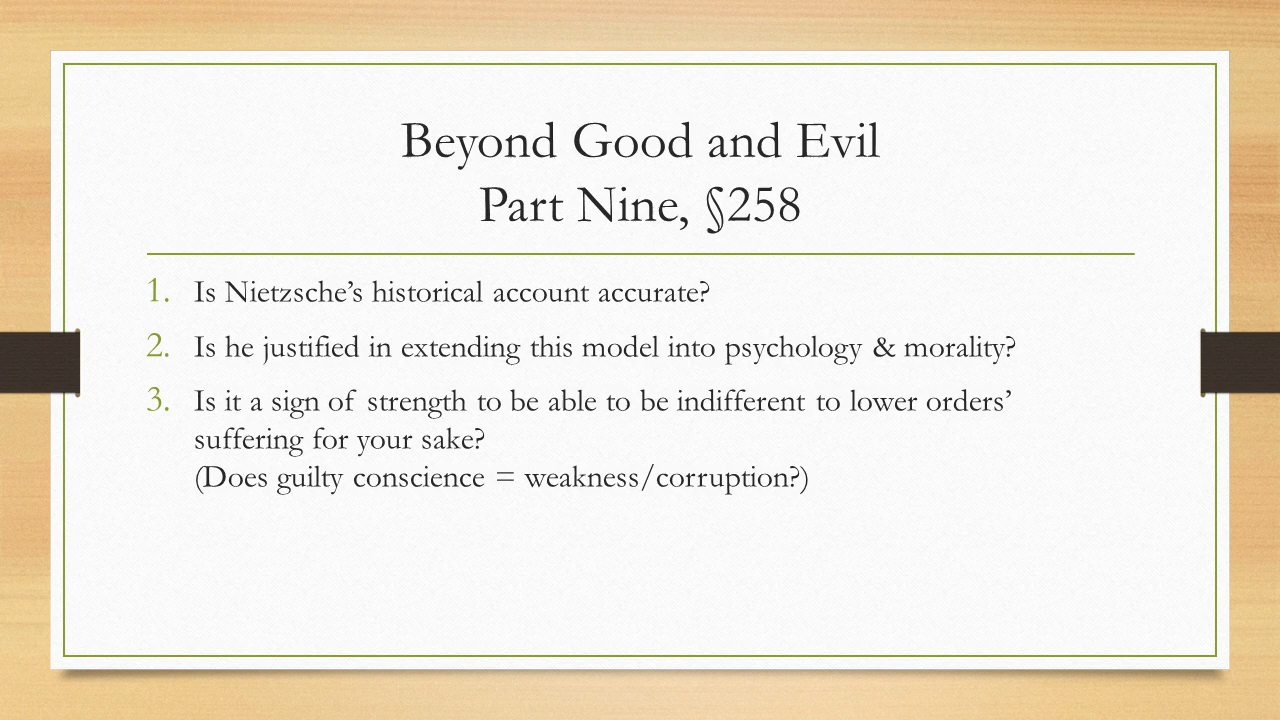 Beyond Good and Evil
Part Nine, §258
1. Is Nietzsche’s historical account accurate?
2. Is he justified in extending this model into psychology & morality?
3. Is it a sign of strength to be able to be indifferent to lower orders’
suffering for your sake?
(Does guilty conscience = weakness/corruption?)